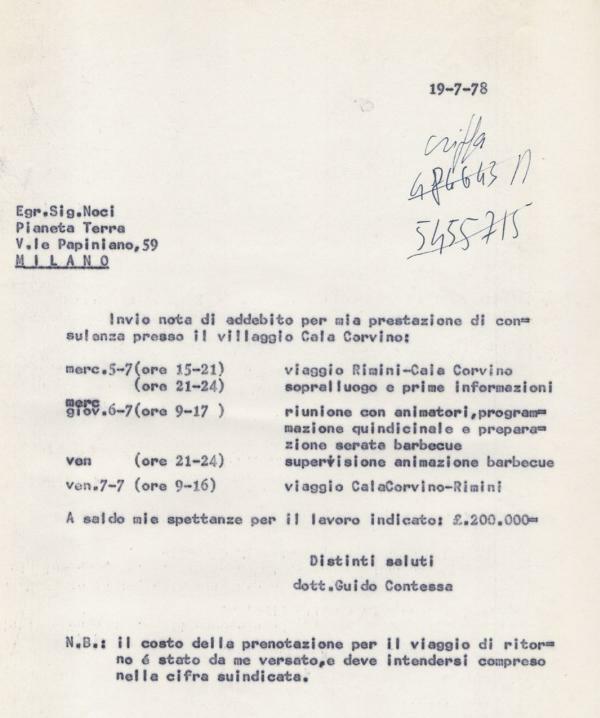 19-7-78
5455715
Egr.Sig.Noci
Pianeta Terra
V.le Papiniano,59
M I L A N O
Invio nota di addebito per mia prestazione di con=
sulenza presso il villaggio Cala Corvino:
merc.5-7(ore 15-21) viaggio Rimini-Cala Corvino
(ore 21-24) sopralluogo e prime informazioni
merc
giov.6-7(ore 9-17 ) riunione con animatori,program=
mazione quindicinale e prepara=
zione serata barbecue
ven (ore 21-24) supervisione animazione barbecue
ven.7-7 (ore 9-16) viaggio CalaCorvino-Rimini
A saldo mie spettanze per il lavoro indicato: £.200.000=
Distinti saluti
dott.Guido Contessa
N.B.: il costo della prenotazione per il viaggio di ritor=
no é stato da me versato,e deve intendersi compreso
nella cifra suindicata.